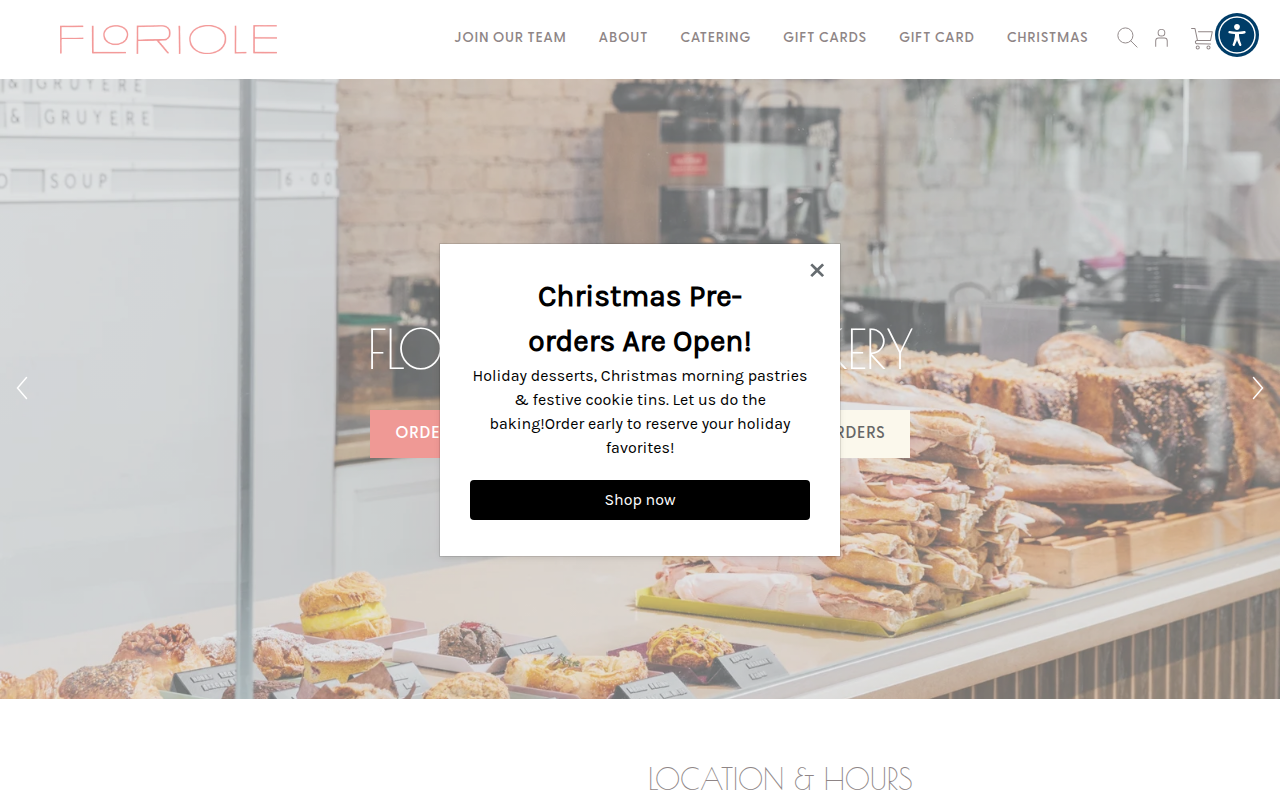 FLORIOLE
JOIN OUR TEAM
ABOUT
CATERING
GIFT CARDS
GIFT CARD
CHRISTMAS
& GRUYERE
& GRUYERE
SOUP 6.00
Christmas Pre-
orders Are Open!
Holiday desserts, Christmas morning pastries
& festive cookie tins. Let us do the
baking!Order early to reserve your holiday
favorites!
Shop now
LOCATION & HOURS